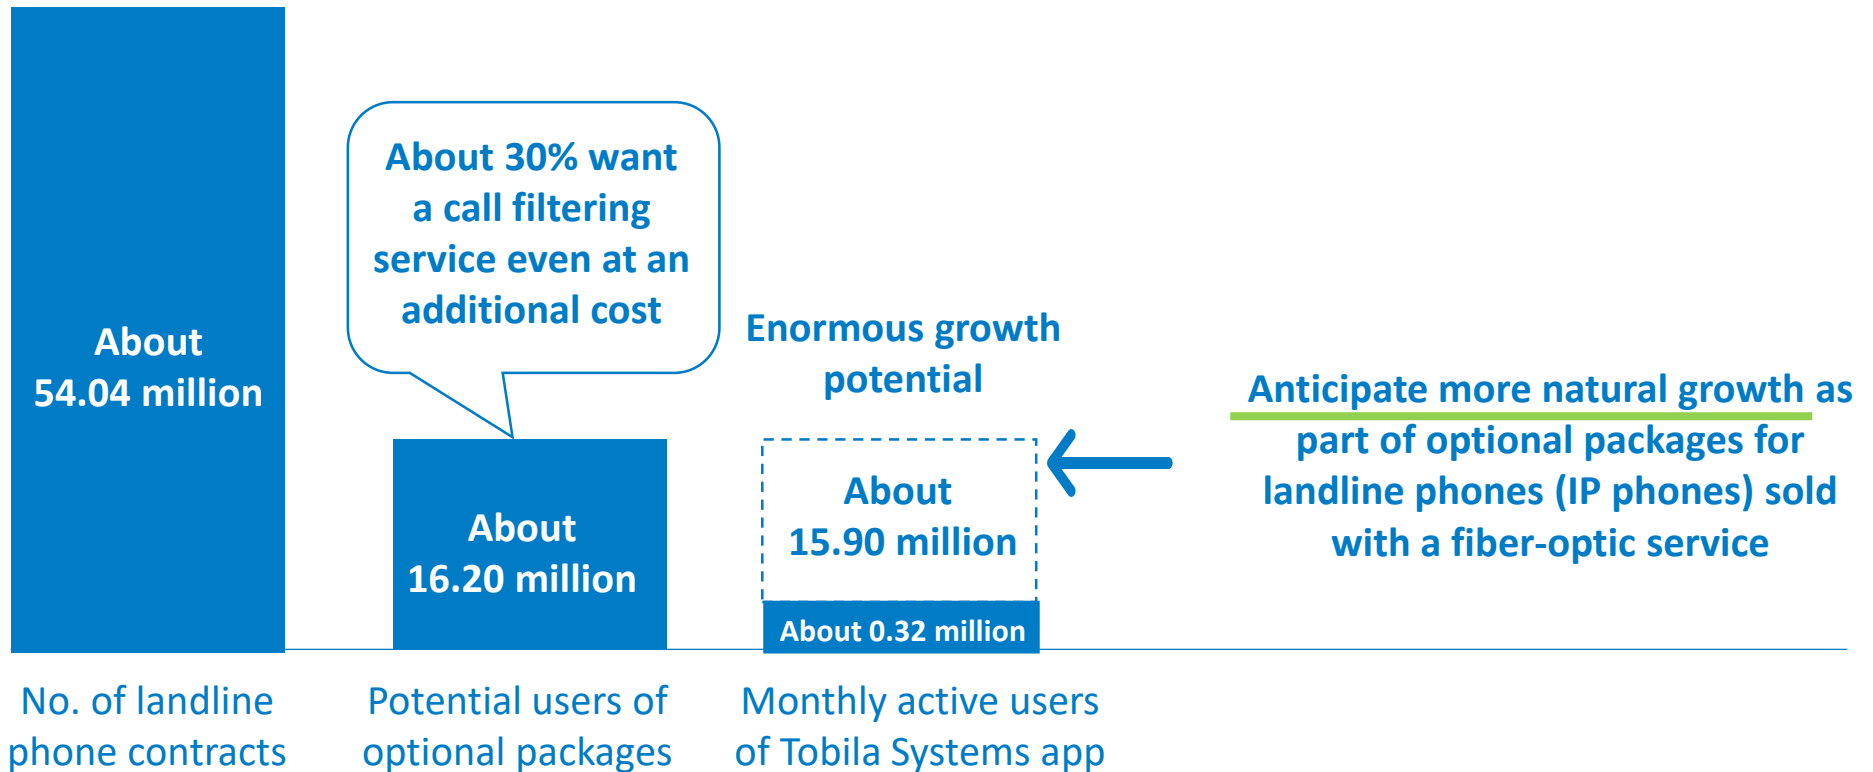 About
54.04 million
About 30% want
a call filtering
service even at an
additional cost
About
16.20 million
Enormous growth
potential
About
15.90 million
About 0.32 million
Anticipate more natural growth as
part of optional packages for
landline phones (IP phones) sold
with a fiber-optic service
No. of landline
phone contracts
Potential users of
optional packages
Monthly active users
of Tobila Systems app